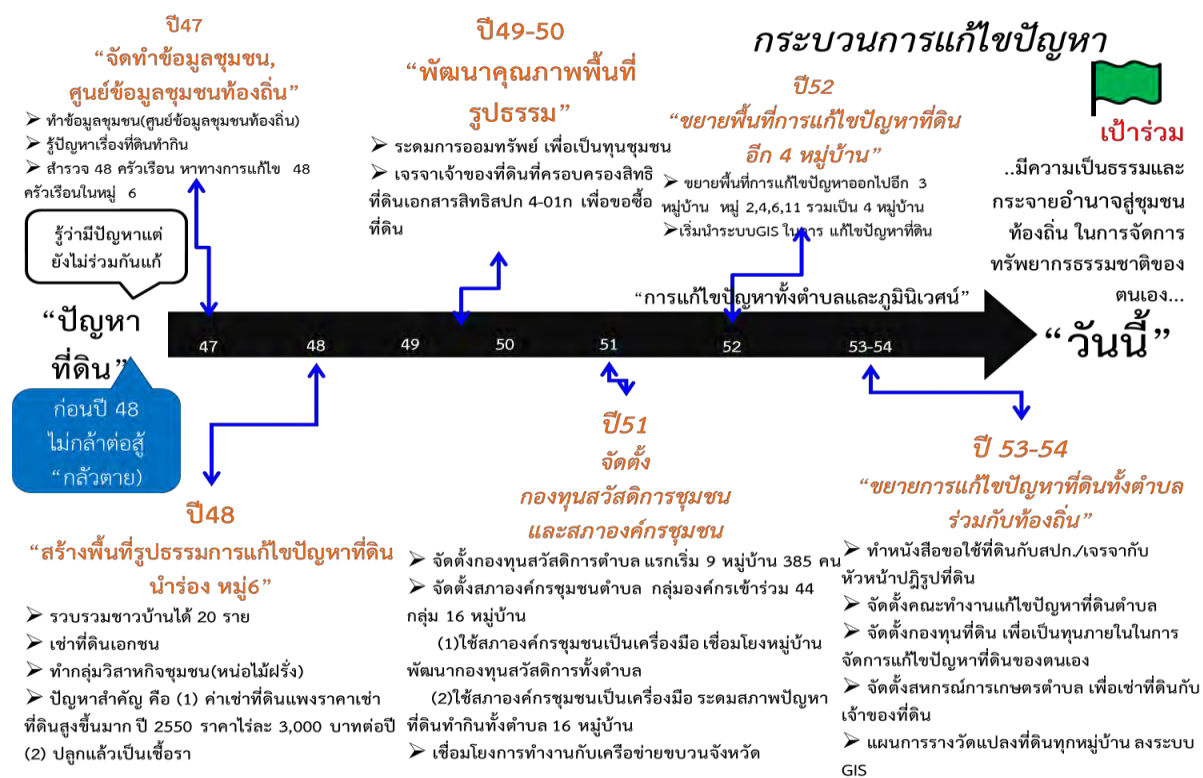 กระบวนการแก้ไขปัญหา
ปี47
“จัดทำข้อมูลชุมชน,
ศูนย์ข้อมูลชุมชนท้องถิ่น”
➢ ทำข้อมูลชุมชน(ศูนย์ข้อมูลชุมชนท้องถิ่น)
➢ รู้ปัญหาเรื่องที่ดินทำกิน
➢ สำรวจ 48 ครัวเรือน หาทางการแก้ไข 48
ครัวเรือนในหมู่ 6
ปี49-50
“พัฒนาคุณภาพพื้นที่
รูปธรรม”
➢ ระดมการออมทรัพย์ เพื่อเป็นทุนชุมชน
➢ เจรจาเจ้าของที่ดินที่ครอบครองสิทธิ
ที่ดินเอกสารสิทธิสปก 4-01ก เพื่อขอซื้อ
ที่ดิน
ปี52
“ขยายพื้นที่การแก้ไขปัญหาที่ดิน
อีก 4 หมู่บ้าน”
➢ ขยายพื้นที่การแก้ไขปัญหาออกไปอีก 3
หมู่บ้าน หมู่ 2,4,6,11 รวมเป็น 4 หมู่บ้าน
➢เริ่มนำระบบGIS ในการ แก้ไขปัญหาที่ดิน
เป้าร่วม
..มีความเป็นธรรมและ
กระจายอำนาจสู่ชุมชน
ท้องถิ่น ในการจัดการ
ทรัพยากรธรรมชาติของ
ตนเอง...
รู้ว่ามีปัญหาแต่
ยังไม่ร่วมกันแก้
“การแก้ไขปัญหาทั้งตำบลและภูมินิเวศน์”
“ปัญหา
ที่ดิน”
47 48 49 50 51 52 53-54
“วันนี้”
ก่อนปี 48
ไม่กล้าต่อสู้
“กลัวตาย)
ปี48
“สร้างพื้นที่รูปธรรมการแก้ไขปัญหาที่ดิน
นำร่อง หมู่6”
➢ รวบรวมชาวบ้านได้ 20 ราย
➢ เช่าที่ดินเอกชน
➢ ทำกลุ่มวิสาหกิจชุมชน(หน่อไม้ฝรั่ง)
➢ ปัญหาสำคัญ คือ (1) ค่าเช่าที่ดินแพงราคาเช่า
ที่ดินสูงขึ้นมาก ปี 2550 ราคาไร่ละ 3,000 บาทต่อปี
(2) ปลูกแล้วเป็นเชื้อรา
ปี51
จัดตั้ง
กองทุนสวัสดิการชุมชน
และสภาองค์กรชุมชน
➢ จัดตั้งกองทุนสวัสดิการตำบล แรกเริ่ม 9 หมู่บ้าน 385 คน
➢ จัดตั้งสภาองค์กรชุมชนตำบล กลุ่มองค์กรเข้าร่วม 44
กลุ่ม 16 หมู่บ้าน
(1)ใช้สภาองค์กรชุมชนเป็นเครื่องมือ เชื่อมโยงหมู่บ้าน
พัฒนากองทุนสวัสดิการทั้งตำบล
(2)ใช้สภาองค์กรชุมชนเป็นเครื่องมือ ระดมสภาพปัญหา
ที่ดินทำกินทั้งตำบล 16 หมู่บ้าน
➢ เชื่อมโยงการทำงานกับเครือข่ายขบวนจังหวัด
ปี 53-54
“ขยายการแก้ไขปัญหาที่ดินทั้งตำบล
ร่วมกับท้องถิ่น”
➢ ทำหนังสือขอใช้ที่ดินกับสปก./เจรจากับ
หัวหน้าปฎิรูปที่ดิน
➢ จัดตั้งคณะทำงานแก้ไขปัญหาที่ดินตำบล
➢ จัดตั้งกองทุนที่ดิน เพื่อเป็นทุนภายในในการ
จัดการแก้ไขปัญหาที่ดินของตนเอง
➢ จัดตั้งสหกรณ์การเกษตรตำบล เพื่อเช่าที่ดินกับ
เจ้าของที่ดิน
➢ แผนการรางวัดแปลงที่ดินทุกหมู่บ้าน ลงระบบ
GIS